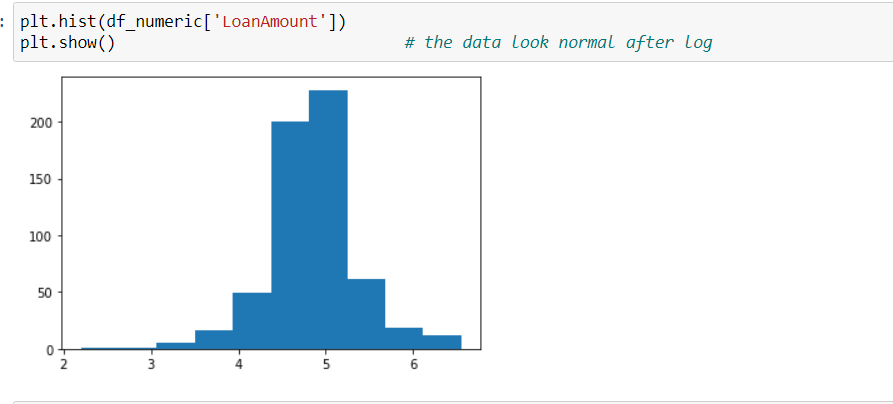 : plt.hist(df_numeric['LoanAmount'])
plt.show() # the data look normal after log
200
150
100
50
0
2 3 4 5 6